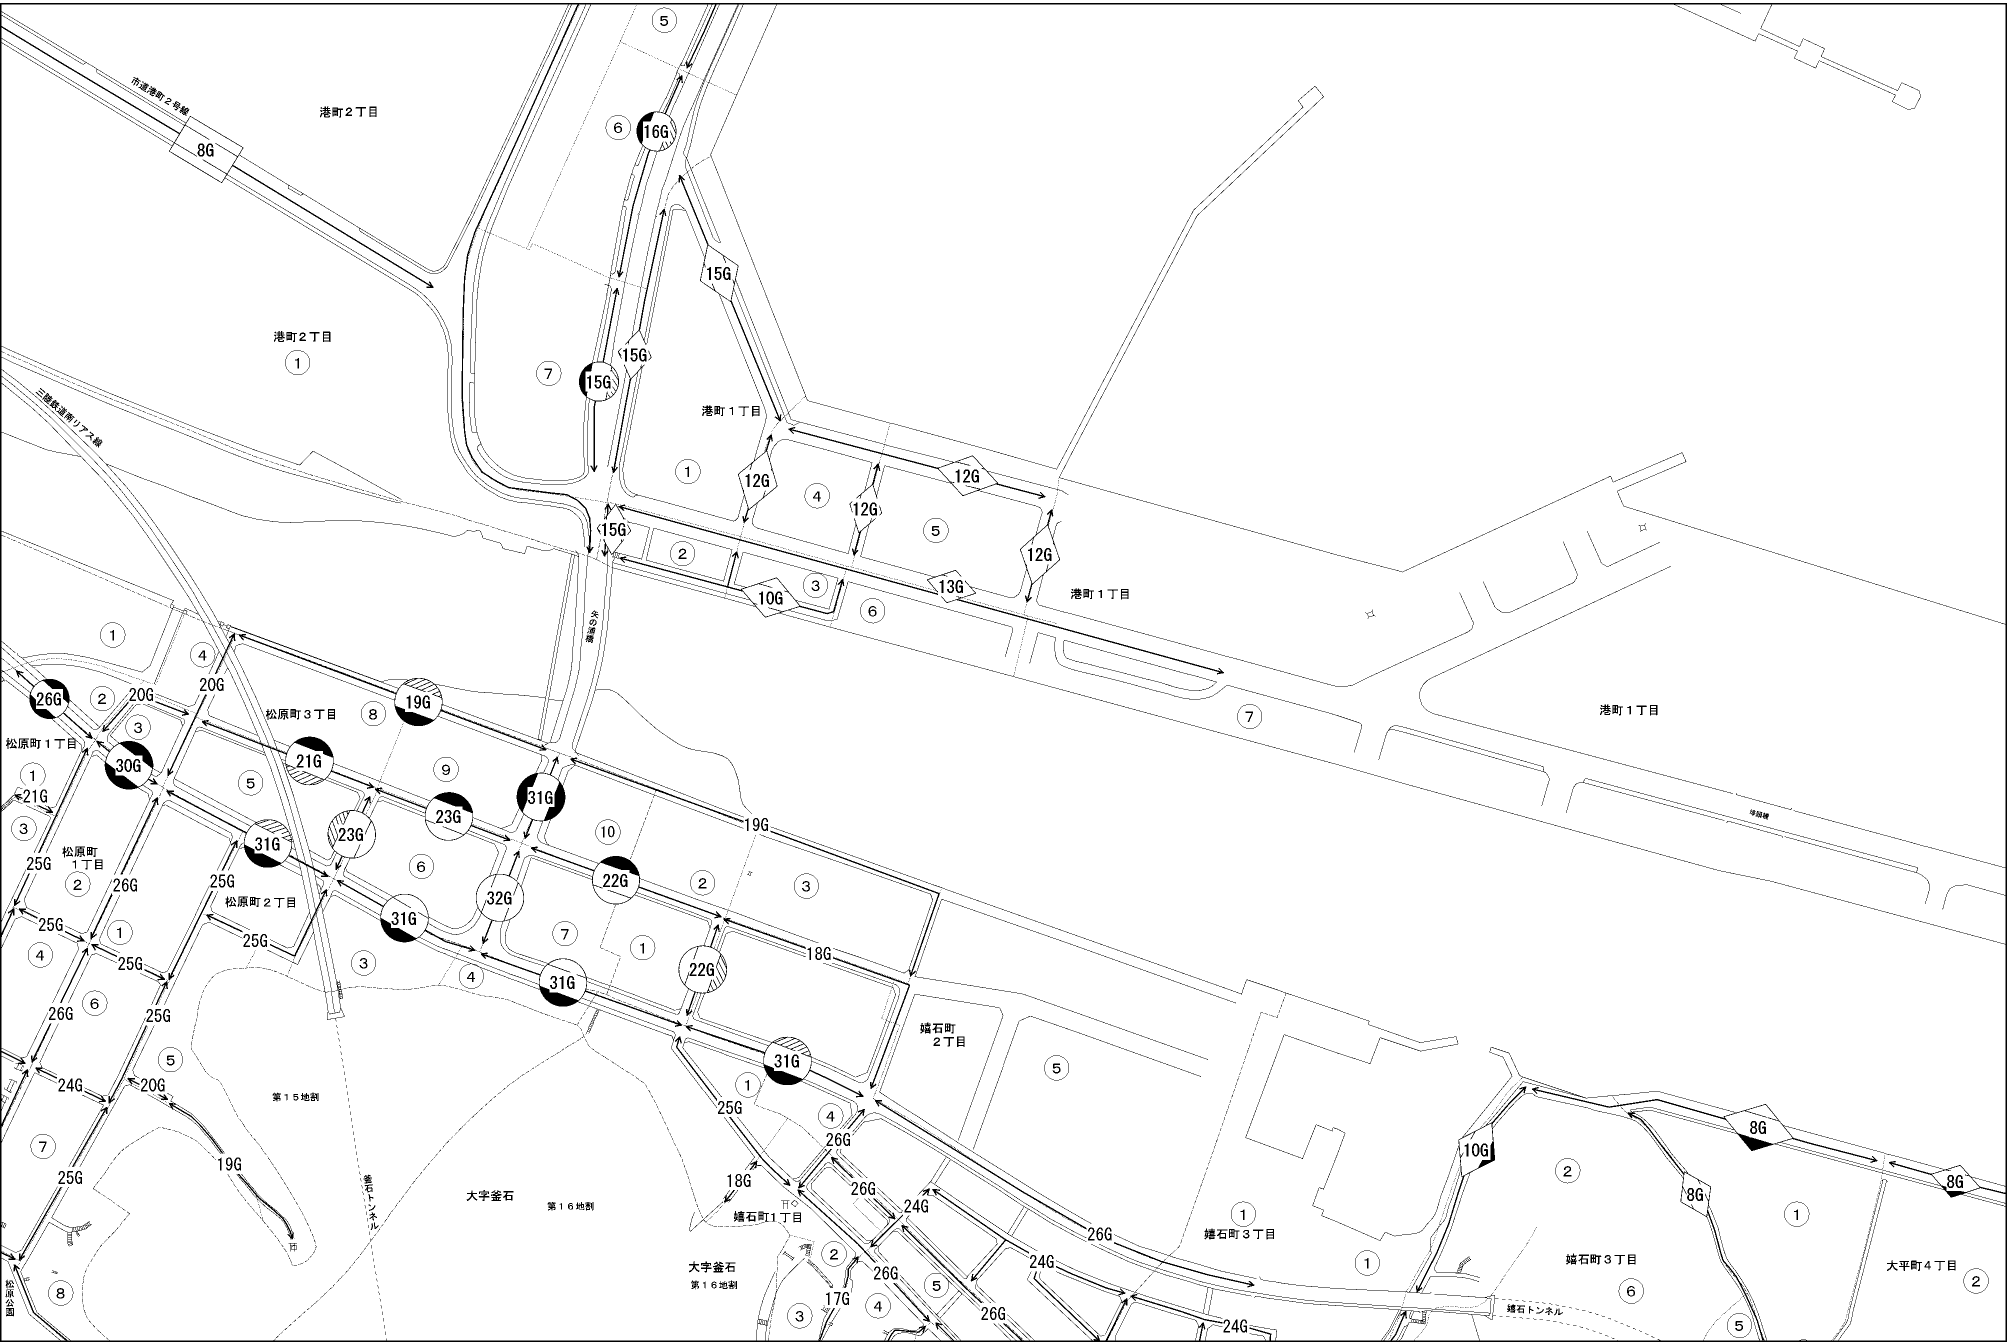 ⑤
市道港町２号線
港町２丁目
⑥
16G
8G
15G
港町２丁目
①
⑦
15G
15G
三陸鉄道南リアス線
港町１丁目
①
12G
④
12G
⑤
12G
15G
②
12G
③
10G
13G
⑥
港町１丁目
矢の浦橋
①
④
20G
②
20G
26G
19G
松原町３丁目
⑧
③
松原町１丁目
30G
21G
①
21G
⑤
⑨
31G
⑦
港町１丁目
③
23G
23G
19G
31G
⑥
⑩
25G
松原町
１丁目
②
26G
25G
松原町２丁目
32G
22G
②
③
25G
①
25G
31G
⑦
①
④
25G
③
④
31G
22G
18G
⑥
26G
25G
嬉石町
２丁目
⑤
24G
20G
⑤
第１５地割
31G
①
25G
④
26G
⑦
25G
19G
釜石トンネル
大字釜石
第１６地割
18G
26G
24G
嬉石町１丁目
10G
8G
②
8G
8G
①
①
嬉石町３丁目
26G
②
大字釜石
第１６地割
26G
⑤
24G
①
嬉石町３丁目
⑥
大平町４丁目
②
松原公園
⑧
17G
③
④
26G
24G
嬉石トンネル
⑤